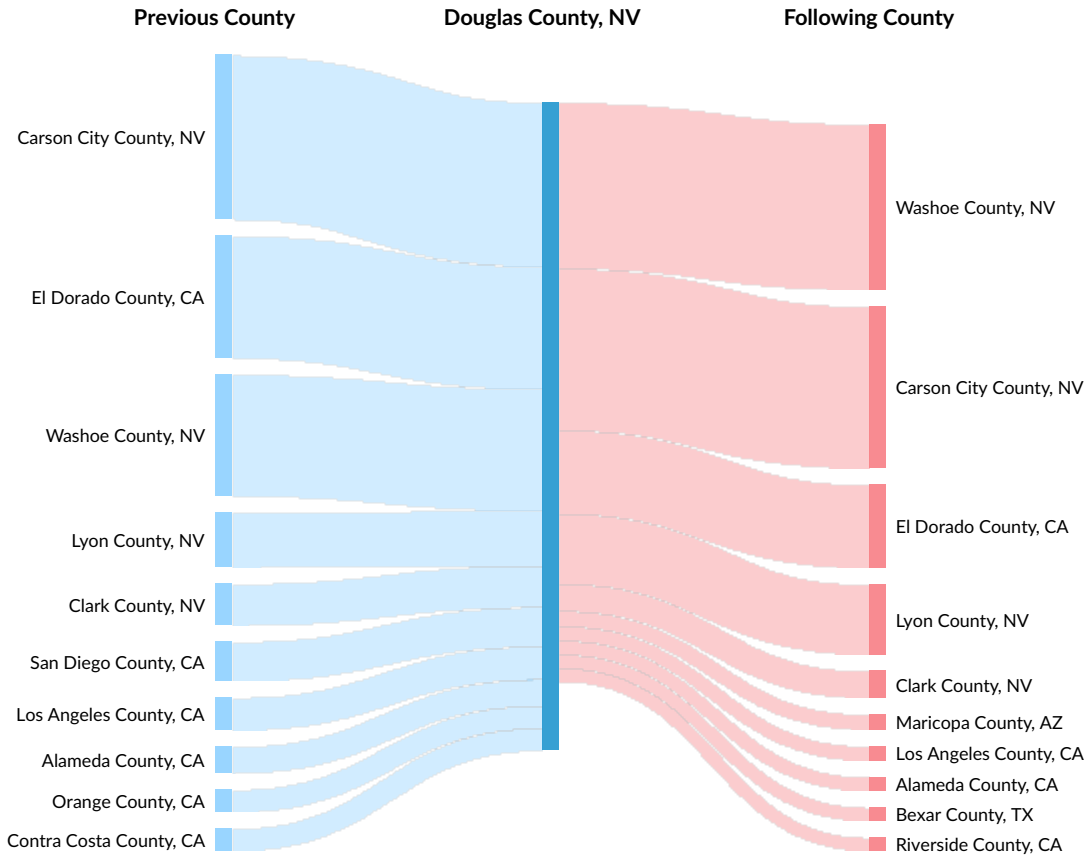 Previous County
Douglas County, NV
Following County
Carson City County, NV
El Dorado County, CA
Washoe County, NV
Lyon County, NV
Clark County, NV
San Diego County, CA
Los Angeles County, CA
Alameda County, CA
Orange County, CA
Contra Costa County, CA
Washoe County, NV
Carson City County, NV
El Dorado County, CA
Lyon County, NV
Clark County, NV
Maricopa County, AZ
Los Angeles County, CA
Alameda County, CA
Bexar County, TX
Riverside County, CA